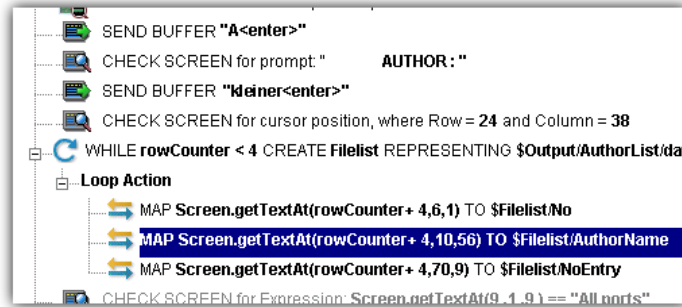 SEND BUFFER "A<enter>"
CHECK SCREEN for prompt: " AUTHOR : "
SEND BUFFER "kleiner<enter>"
CHECK SCREEN for cursor position, where Row = 24 and Column = 38
WHILE rowCounter < 4 CREATE Filelist REPRESENTING $Output/AuthorList/da
Loop Action
MAP Screen.getTextAt(rowCounter+ 4,6,1) TO $Filelist/No
MAP Screen.getTextAt(rowCounter+ 4,10,56) TO $Filelist/AuthorName
MAP Screen.getTextAt(rowCounter+ 4,70,9) TO $Filelist/NoEntry
CHECK SCREEN for Expression: Screen.getTextAt(9 ,1 ,9 ) == "All ports"